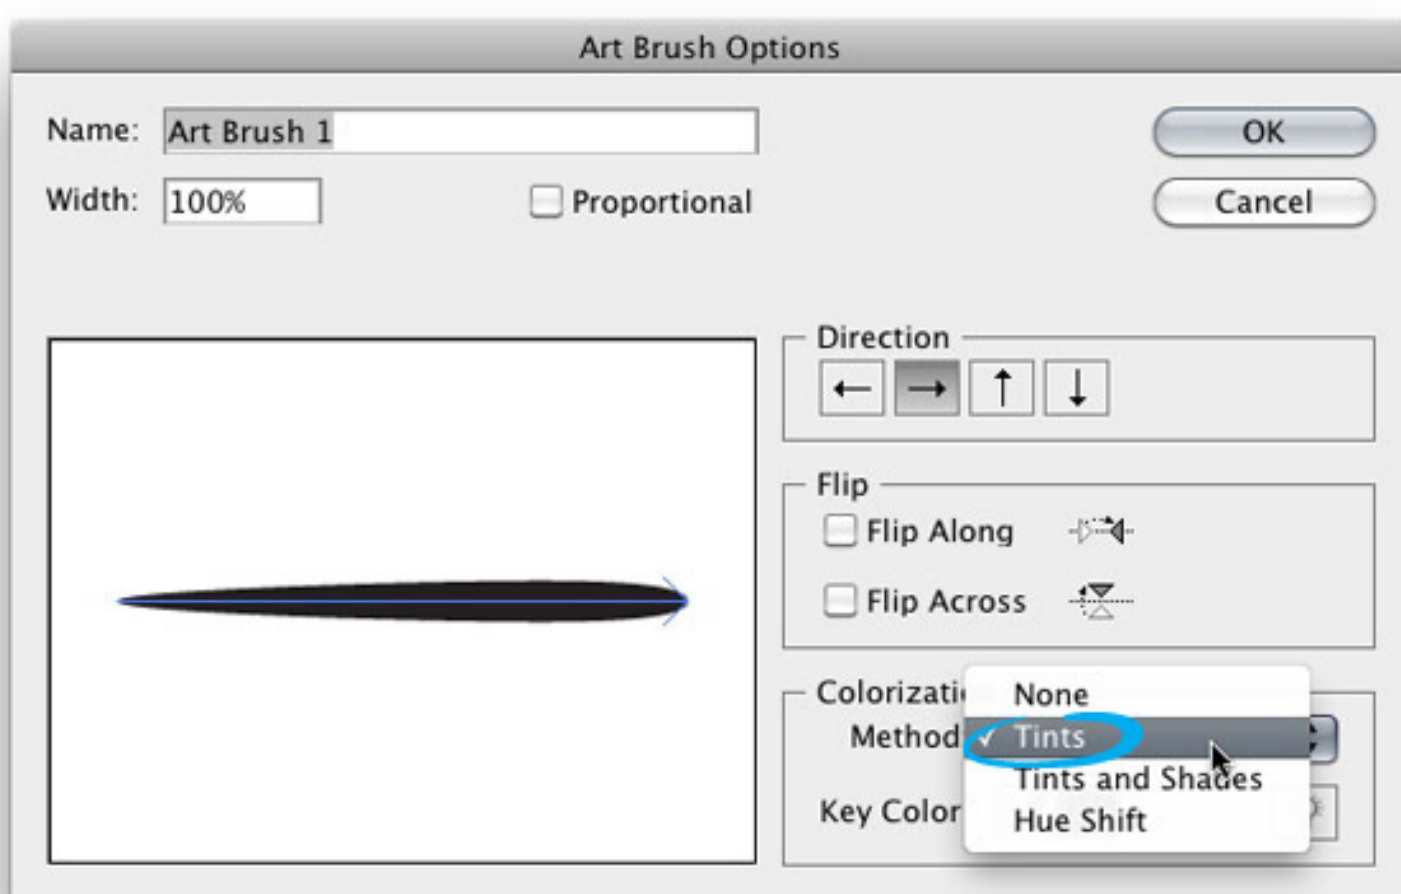 Art Brush Options
Name: Art Brush 1
OK
Width: 100%
Proportional
Cancel
Direction
Flip
Flip Along
Flip Across
None
Method
✓ Tints
Tints and Shades
Key Color
Hue Shift